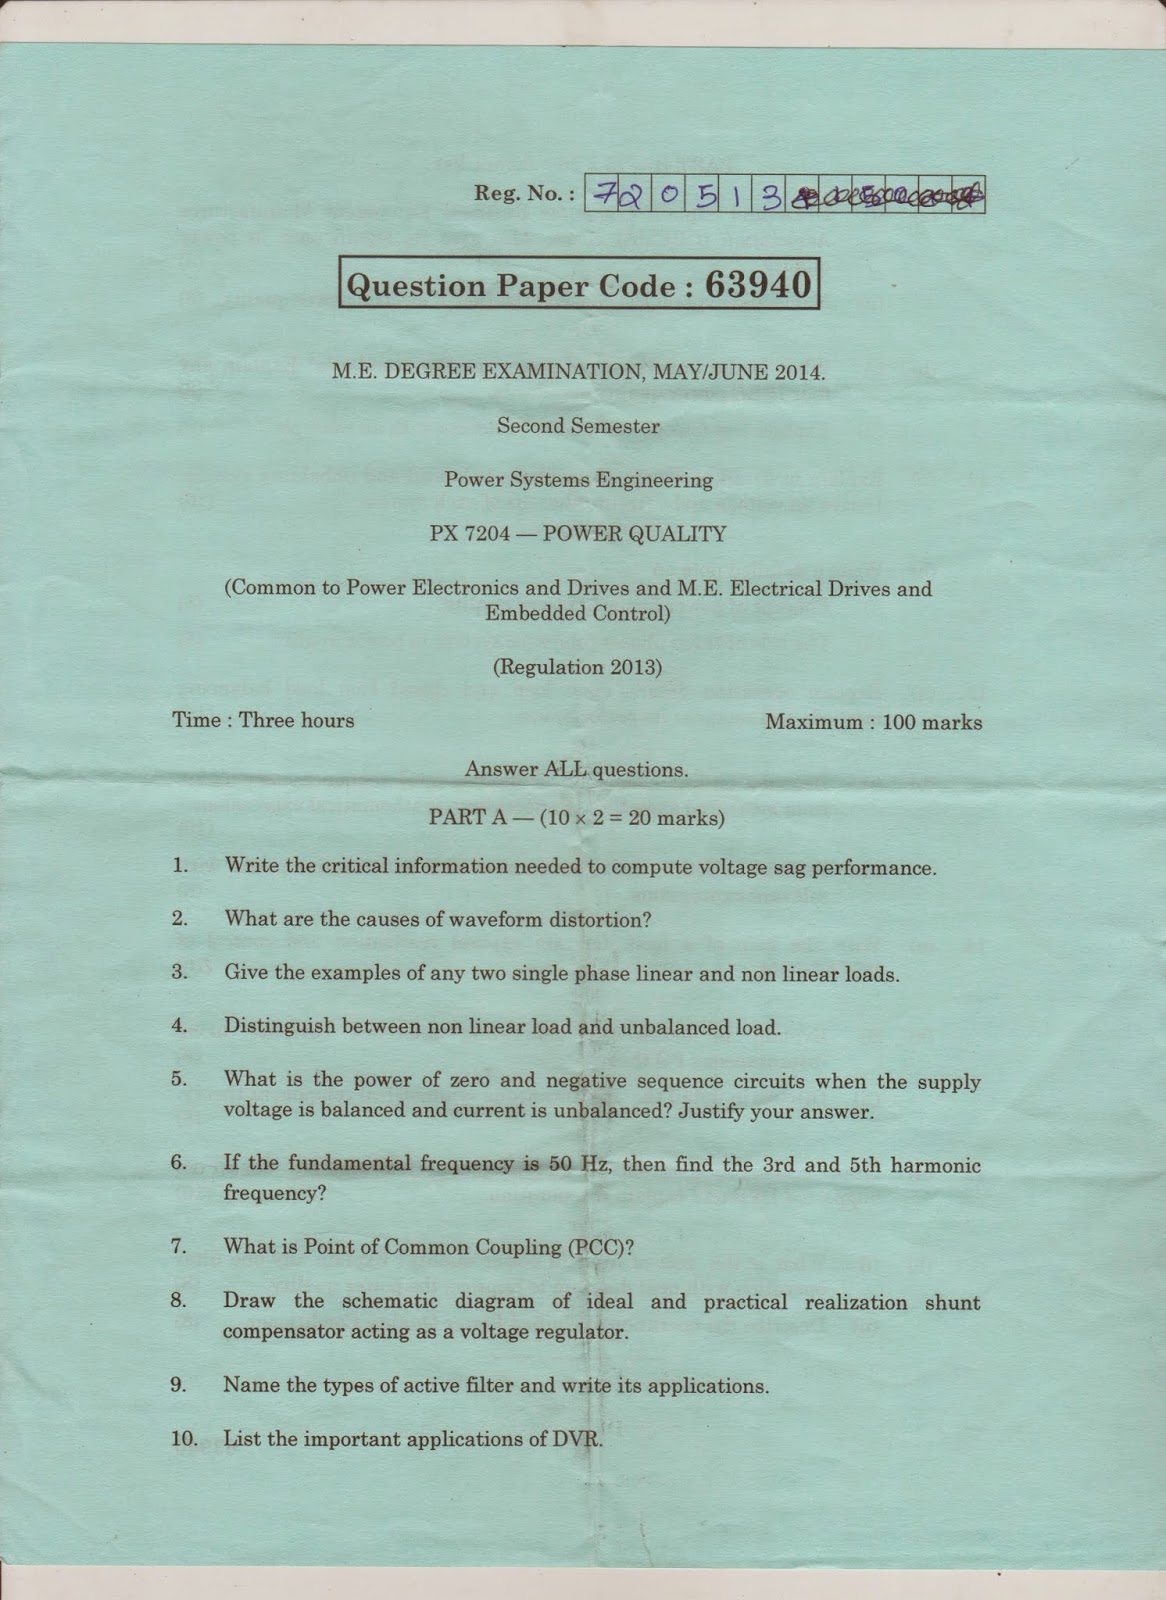 Reg. No. : 7 2 0 5 1 3
Question Paper Code : 63940
M.E. DEGREE EXAMINATION, MAY/JUNE 2014.
Second Semester
Power Systems Engineering
PX 7204 — POWER QUALITY
(Common to Power Electronics and Drives and M.E. Electrical Drives and
Embedded Control)
(Regulation 2013)
Time : Three hours Maximum : 100 marks
Answer ALL questions.
PART A — (10 × 2 = 20 marks)
1. Write the critical information needed to compute voltage sag performance.
2. What are the causes of waveform distortion?
3. Give the examples of any two single phase linear and non linear loads.
4. Distinguish between non linear load and unbalanced load.
5. What is the power of zero and negative sequence circuits when the supply
voltage is balanced and current is unbalanced? Justify your answer.
6. If the fundamental frequency is 50 Hz, then find the 3rd and 5th harmonic
frequency?
7. What is Point of Common Coupling (PCC)?
8. Draw the schematic diagram of ideal and practical realization shunt
compensator acting as a voltage regulator.
9. Name the types of active filter and write its applications.
10. List the important applications of DVR.